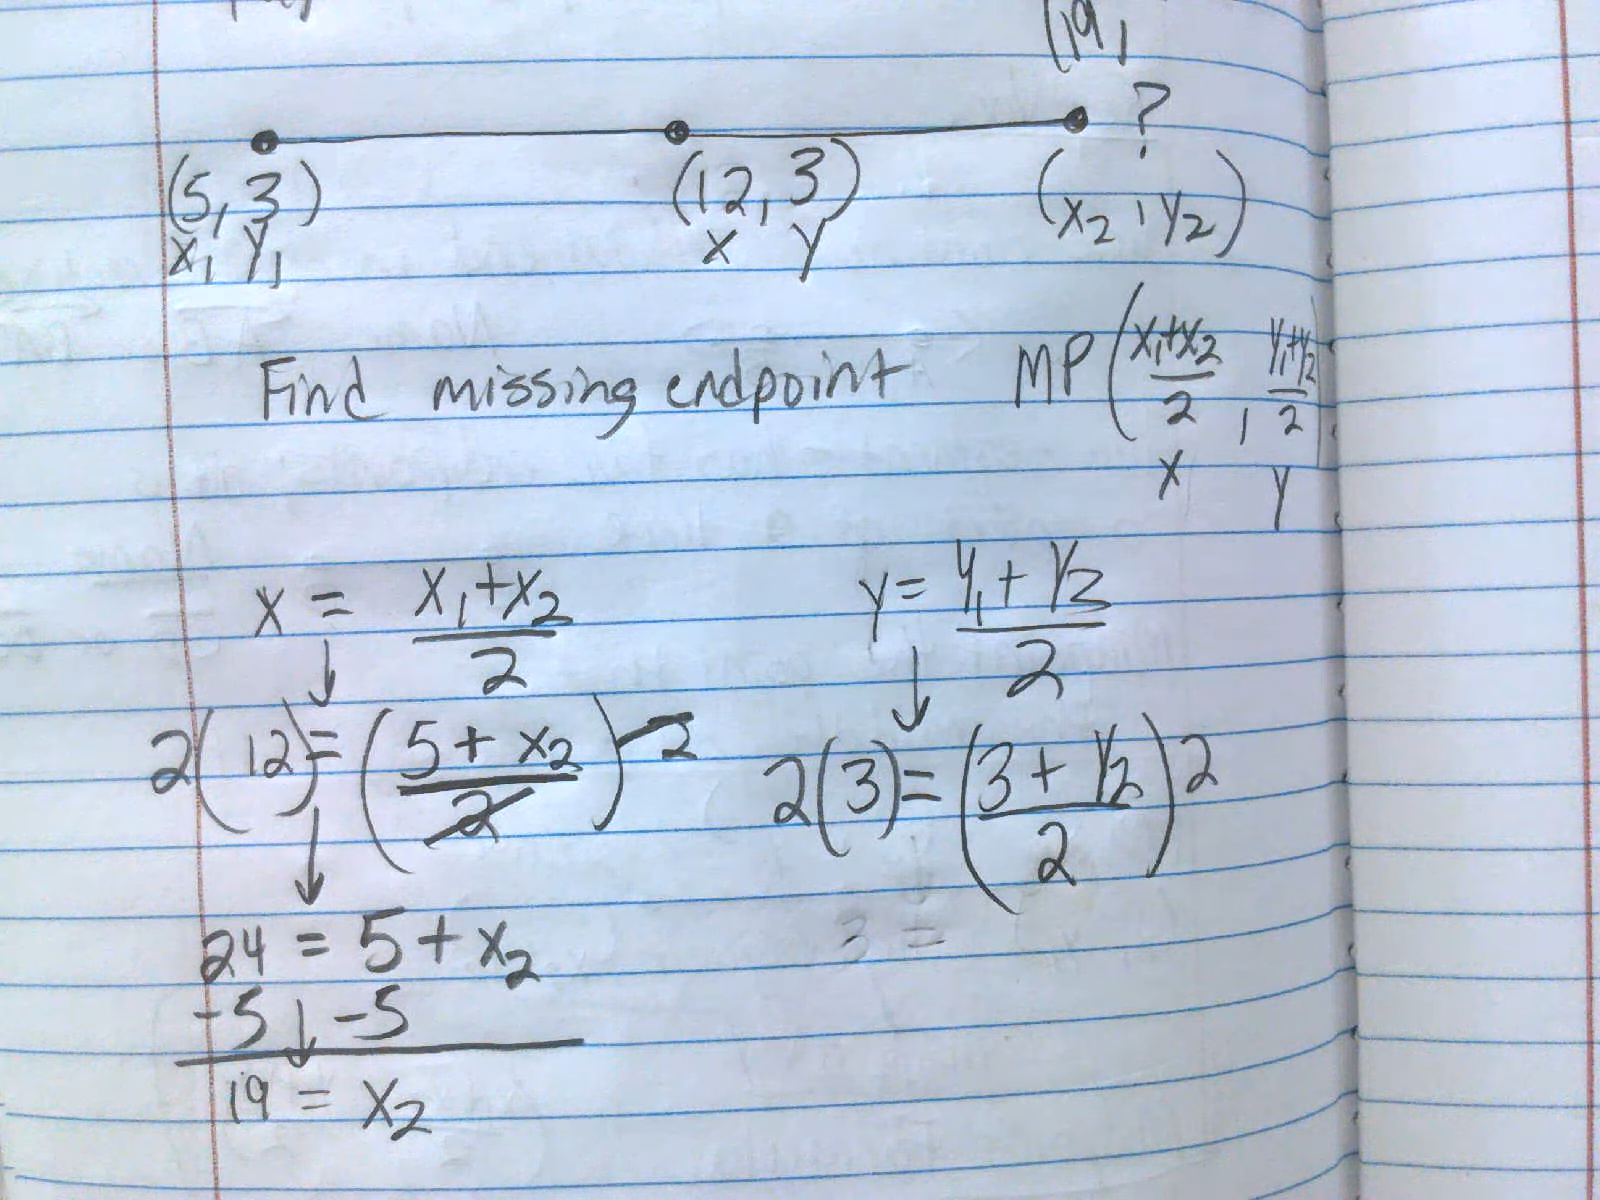 (19,
?
(5, 3) (12, 3) (x₂, y₂)
x₁ y₁ x y
Find missing endpoint MP (x₁+x₂/2, y₁+y₂/2)
x y
x = x₁+x₂/2 y = y₁+y₂/2
2(12) = (5+x₂/2)2 2(3) = (3+y₂/2)2
24 = 5+x₂ 3 =
-5 -5
19 = x₂